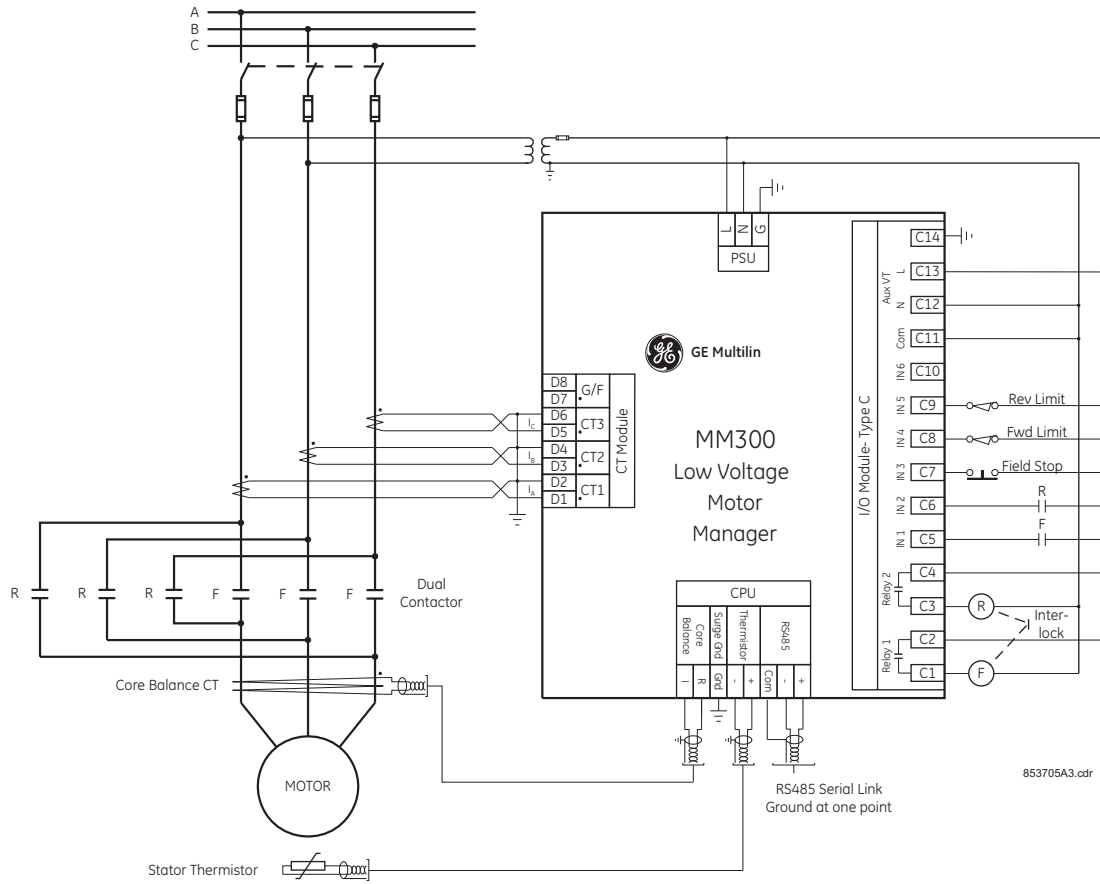 A
B
C
L
N
G
PSU
GE Multilin
MM300
Low Voltage
Motor
Manager
D8
D7
G/F
D6
D5
CT3
D4
D3
CT2
D2
D1
CT1
CT Module
IC
IB
IA
I/O Module- Type C
C14
Aux VT
L
C13
N
C12
Com
C11
IN 6
C10
IN 5
C9
Rev Limit
IN 4
C8
Fwd Limit
IN 3
C7
Field Stop
IN 2
C6
R
IN 1
C5
F
Relay 2
C4
C3
R
Inter-
lock
Relay 1
C2
C1
F
R
R
R
F
F
F
Dual
Contactor
CPU
Core
Balance
Surge Gnd
Thermistor
RS485
I
R
Gnd
-
+
Com
-
+
Core Balance CT
MOTOR
RS485 Serial Link
Ground at one point
853705A3.cdr
Stator Thermistor